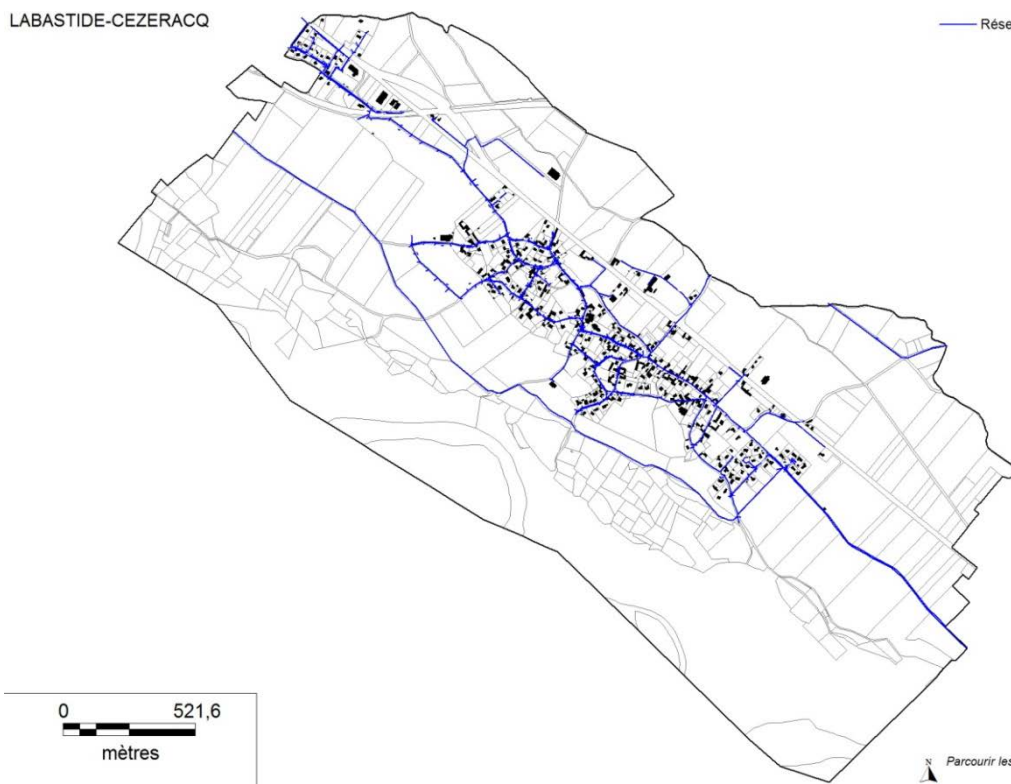 LABASTIDE-CEZERACQ
Rése
0 521,6
mètres
N
Parcourir les